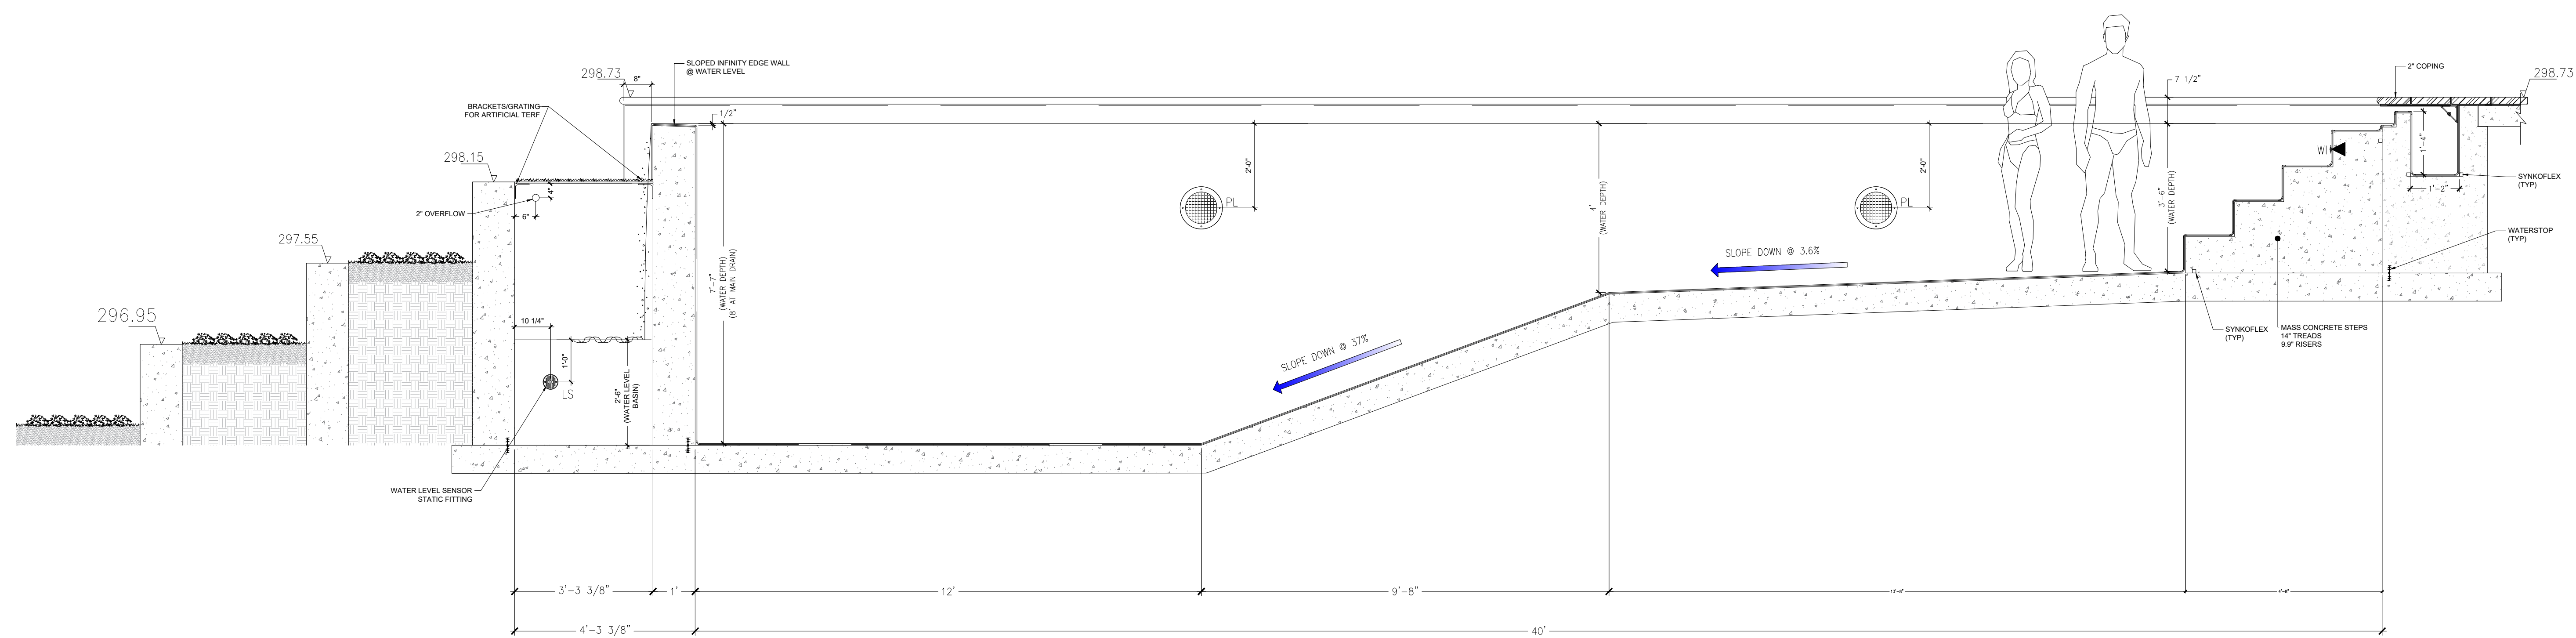 SLOPED INFINITY EDGE WALL
@ WATER LEVEL
298.73
8"
2" COPING
298.73
7 1/2"
BRACKETS/GRATING
FOR ARTIFICIAL TERF
1/2"
298.15
4"
2" OVERFLOW
6"
2'-0"
PL
4'
(WATER DEPTH)
2'-0"
PL
3'-6"
(WATER DEPTH)
WI
1'-4"
1'-2"
SYNKOFLEX
(TYP)
WATERSTOP
(TYP)
297.55
7'-7"
(WATER DEPTH)
(8' AT MAIN DRAIN)
SLOPE DOWN @ 3.6%
296.95
10 1/4"
1'-0"
LS
2'-6"
(WATER LEVEL
BASIN)
SLOPE DOWN @ 37%
SYNKOFLEX
(TYP)
MASS CONCRETE STEPS
14" TREADS
9.9" RISERS
WATER LEVEL SENSOR
STATIC FITTING
3'-3 3/8"
1'
12'
9'-8"
13'-8"
4'-8"
4'-3 3/8"
40'